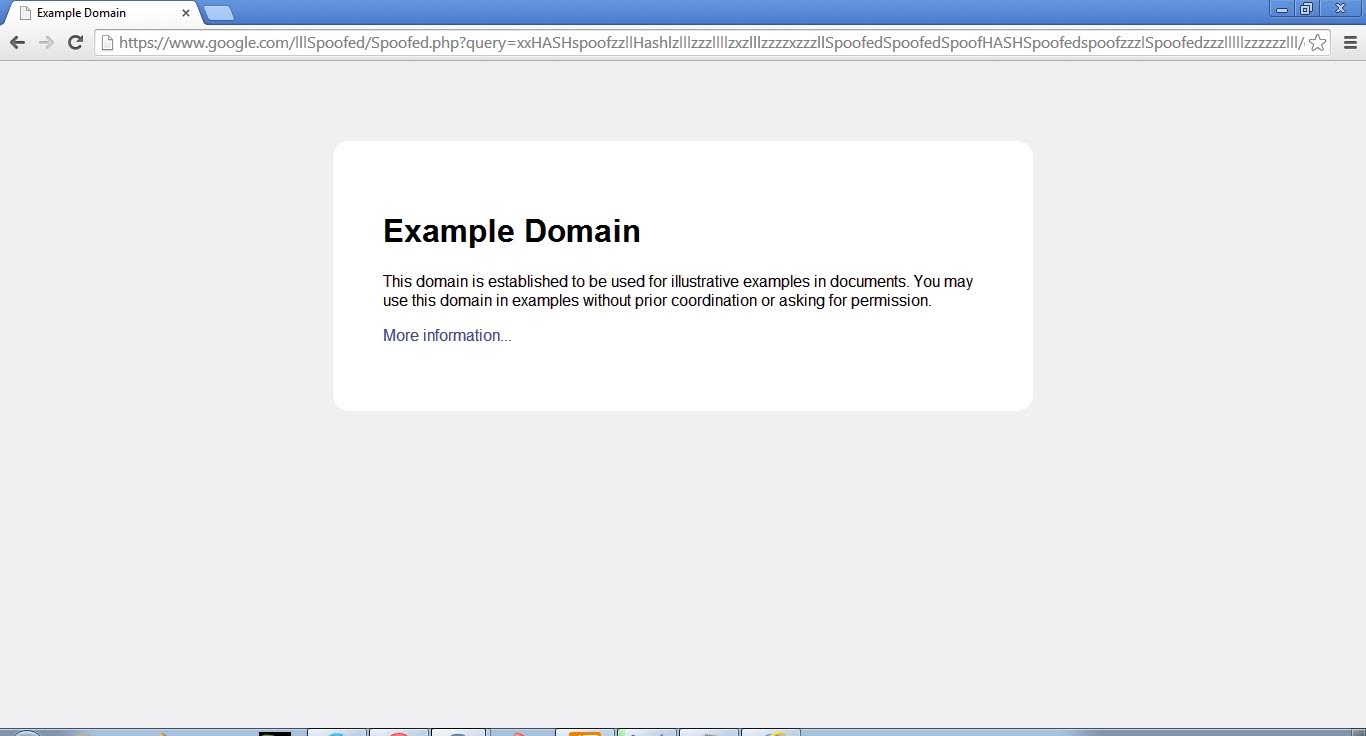 Example Domain
https://www.google.com/lllSpoofed/Spoofed.php?query=xxHASHspoofzzllHashlzlllzzzllllzxzlllzzzzxzzzllSpoofedSpoofedSpoofHASHSpoofedspoofzzzlSpoofedzzzlllllzzzzzzlll/
Example Domain
This domain is established to be used for illustrative examples in documents. You may
use this domain in examples without prior coordination or asking for permission.
More information...